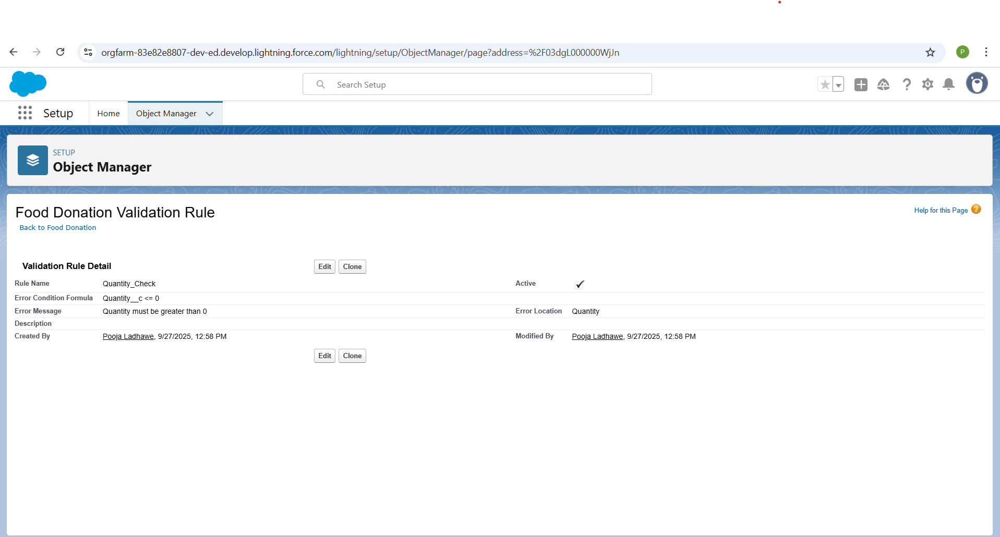 orgfarm-83e82e8807-dev-ed.develop.lightning.force.com/lightning/setup/ObjectManager/page?address=%2F03dgL000000WjJn
P
Search Setup
Setup
Home
Object Manager
SETUP
Object Manager
Food Donation Validation Rule
Help for this Page ?
Back to Food Donation
Validation Rule Detail
Edit
Clone
Rule Name Quantity_Check Active
Error Condition Formula Quantity__c <= 0
Error Message Quantity must be greater than 0 Error Location Quantity
Description
Created By Pooja Ladhawe, 9/27/2025, 12:58 PM Modified By Pooja Ladhawe, 9/27/2025, 12:58 PM
Edit
Clone